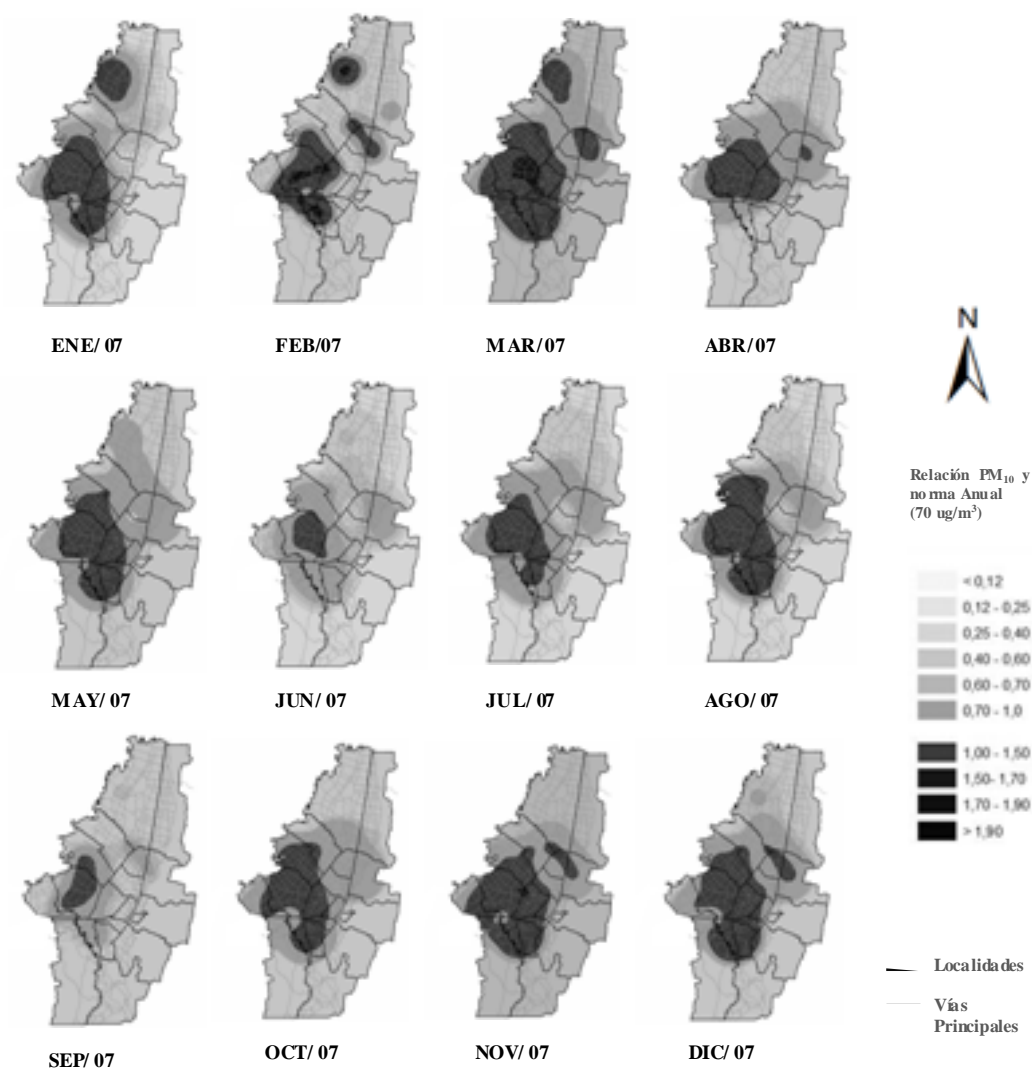 ENE/ 07
FEB/07
MAR/07
ABR/07
N
MAY/ 07
JUN/ 07
JUL/ 07
AGO/ 07
Relación PM₁₀ y
norma Anual
(70 ug/m³)
< 0,12
0,12 - 0,25
0,25 - 0,40
0,40 - 0,60
0,60 - 0,70
0,70 - 1,0
1,00 - 1,50
1,50- 1,70
1,70 - 1,90
> 1,90
SEP/ 07
OCT/ 07
NOV/ 07
DIC/ 07
Localidades
Vías
Principales